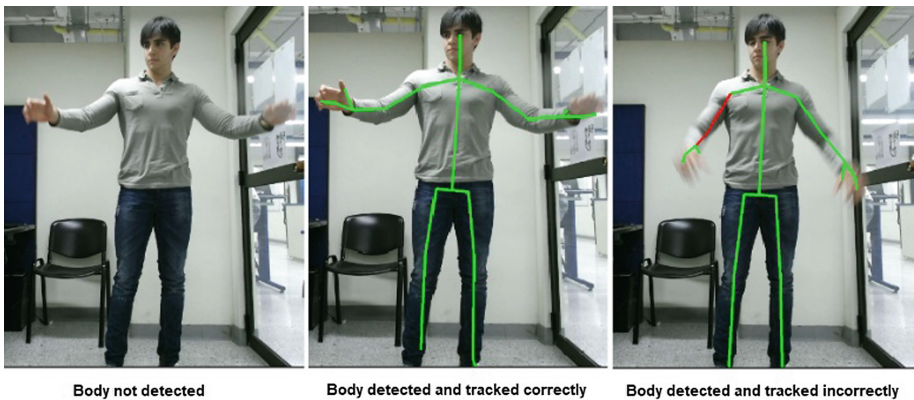 Body not detected
Body detected and tracked correctly
Body detected and tracked incorrectly